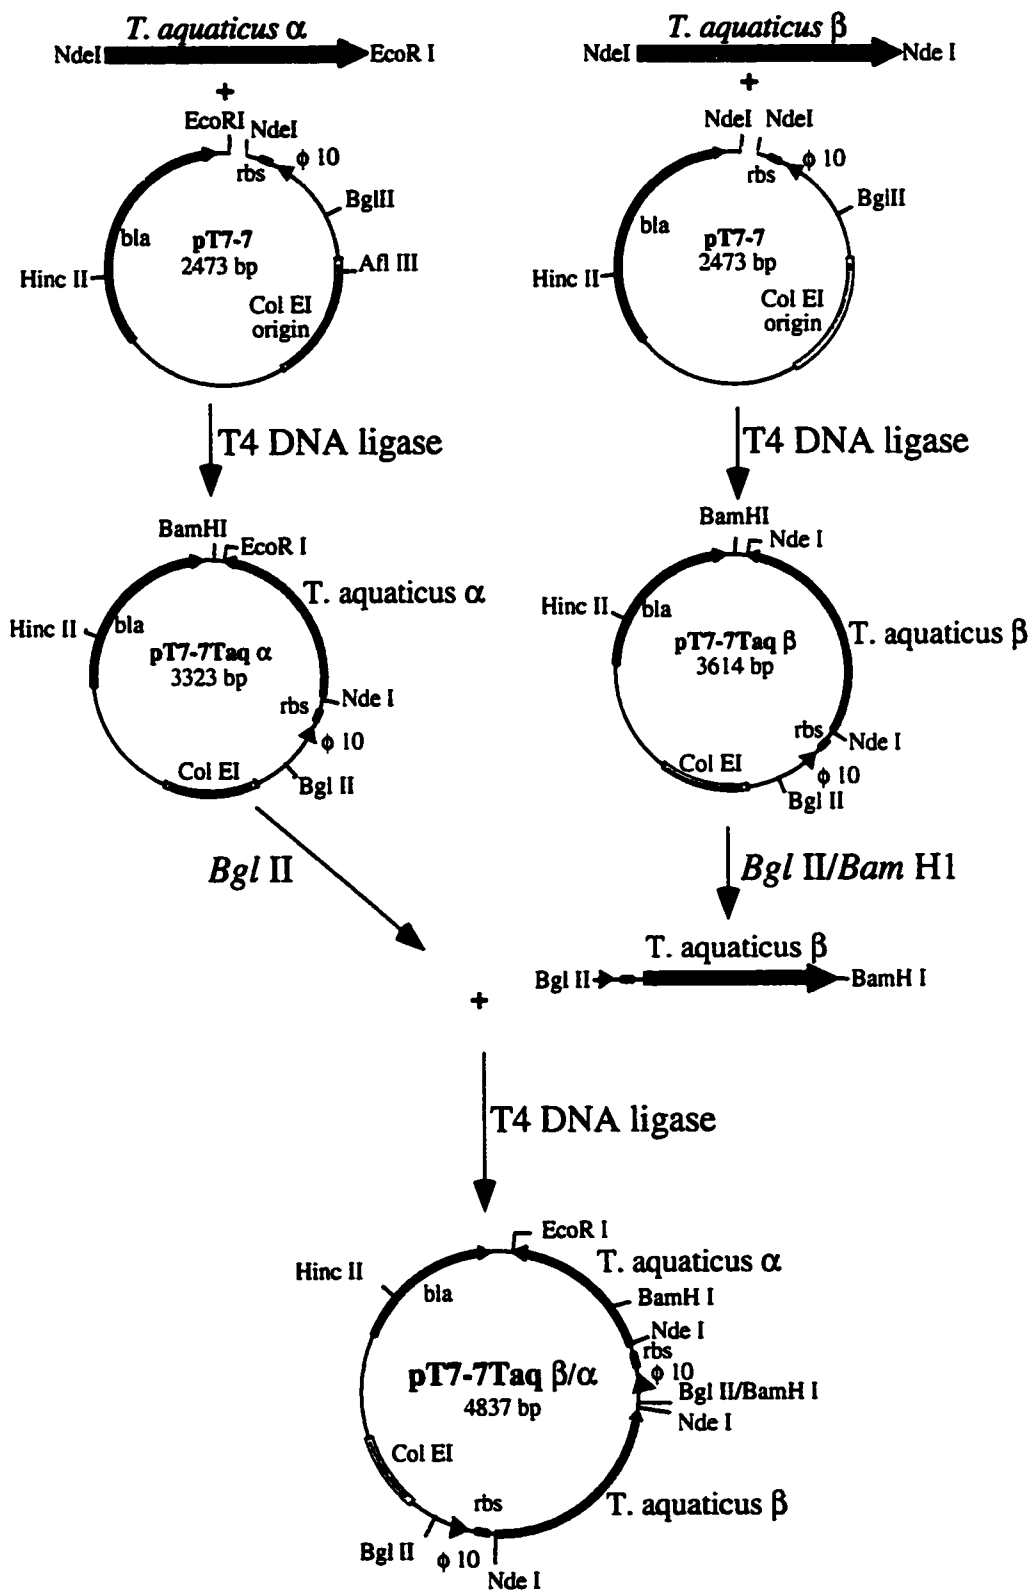 T. aquaticus α
NdeI
EcoR I
+
EcoRI
NdeI
ϕ 10
rbs
BglII
bla
pT7-7
2473 bp
Afl III
Hinc II
Col EI
origin
T4 DNA ligase
T. aquaticus β
NdeI
Nde I
+
NdeI
NdeI
ϕ 10
rbs
BglII
bla
pT7-7
2473 bp
Hinc II
Col EI
origin
T4 DNA ligase
BamHI
EcoR I
T. aquaticus α
Hinc II
bla
pT7-7Taq α
3323 bp
rbs
Nde I
ϕ 10
Col EI
Bgl II
Bgl II
BamHI
Nde I
Hinc II
bla
T. aquaticus β
pT7-7Taq β
3614 bp
rbs
Nde I
Col EI
ϕ 10
Bgl II
Bgl II/Bam H1
T. aquaticus β
Bgl II
BamH I
+
T4 DNA ligase
EcoR I
T. aquaticus α
Hinc II
bla
BamH I
Nde I
rbs
ϕ 10
pT7-7Taq β/α
4837 bp
Bgl II/BamH I
Nde I
Col EI
rbs
T. aquaticus β
Bgl II
ϕ 10
Nde I